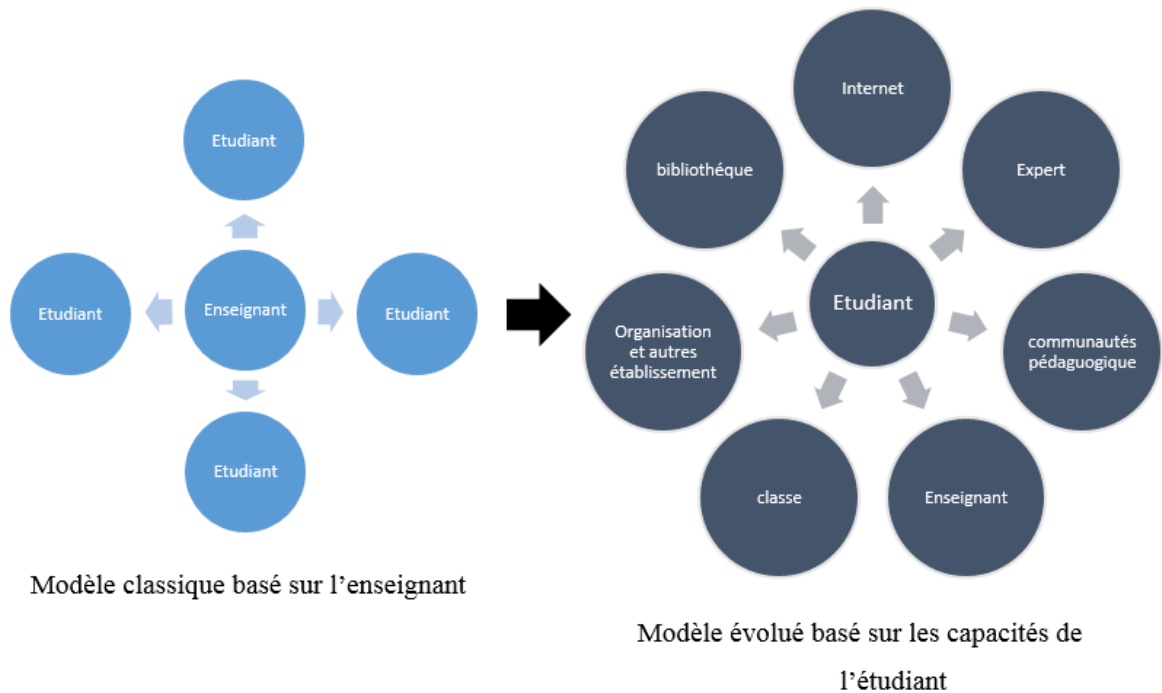 Etudiant
Etudiant
Enseignant
Etudiant
Etudiant
Modèle classique basé sur l’enseignant
Internet
bibliothéque
Expert
Etudiant
Organisation
et autres
établissement
communautés
pédaguogique
classe
Enseignant
Modèle évolué basé sur les capacités de
l’étudiant